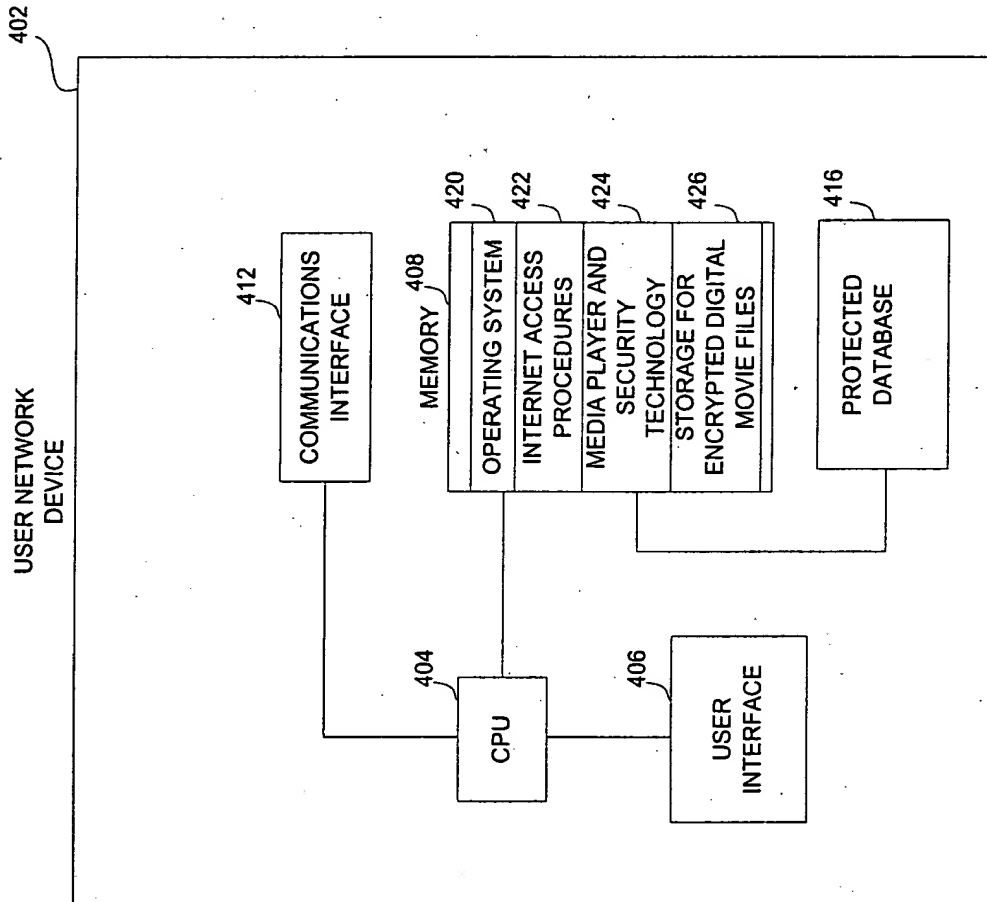 USER NETWORK
DEVICE
402
412
COMMUNICATIONS
INTERFACE
MEMORY
408
OPERATING SYSTEM
420
INTERNET ACCESS
PROCEDURES
422
MEDIA PLAYER AND
SECURITY
TECHNOLOGY
424
STORAGE FOR
ENCRYPTED DIGITAL
MOVIE FILES
426
404
CPU
406
USER
INTERFACE
416
PROTECTED
DATABASE